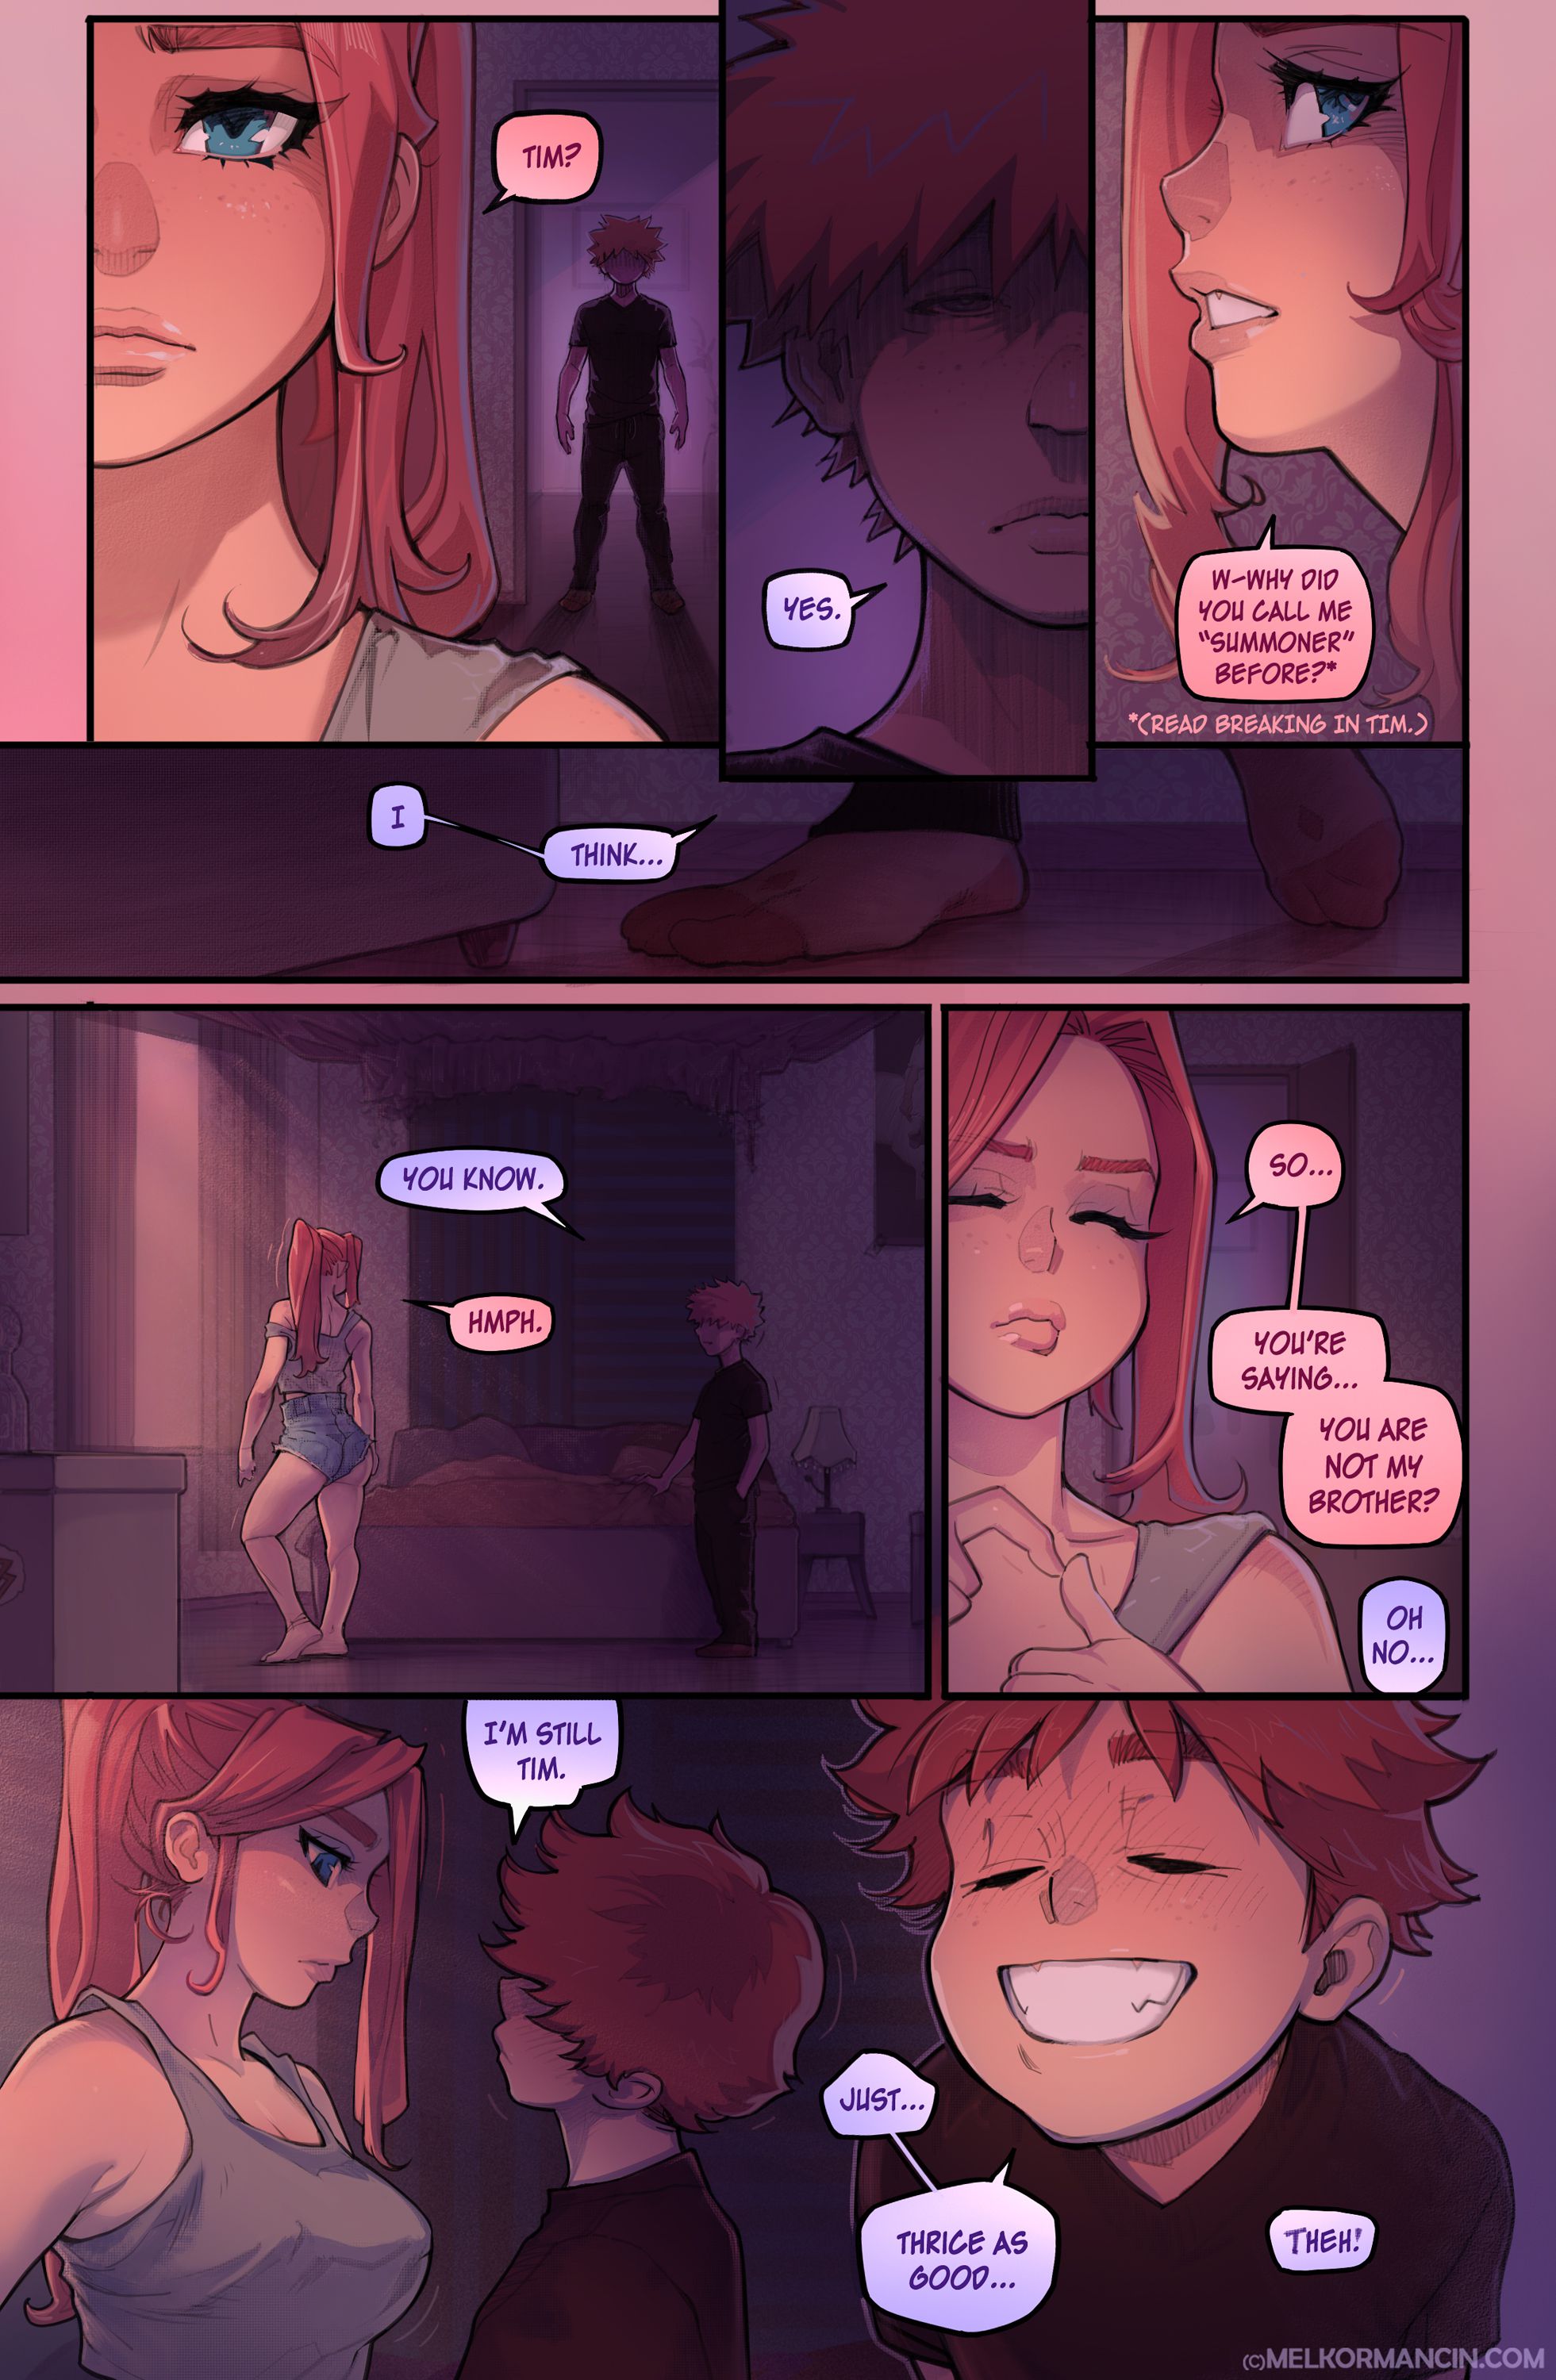 TIM?
YES.
W-WHY DID
YOU CALL ME
"SUMMONER"
BEFORE?*
*(READ BREAKING IN TIM.)
I
THINK...
YOU KNOW.
HMPH.
SO...
YOU'RE
SAYING...
YOU ARE
NOT MY
BROTHER?
OH
NO...
I'M STILL
TIM.
JUST...
THRICE AS
GOOD...
THEH!
(C)MELKORMANCIN.COM